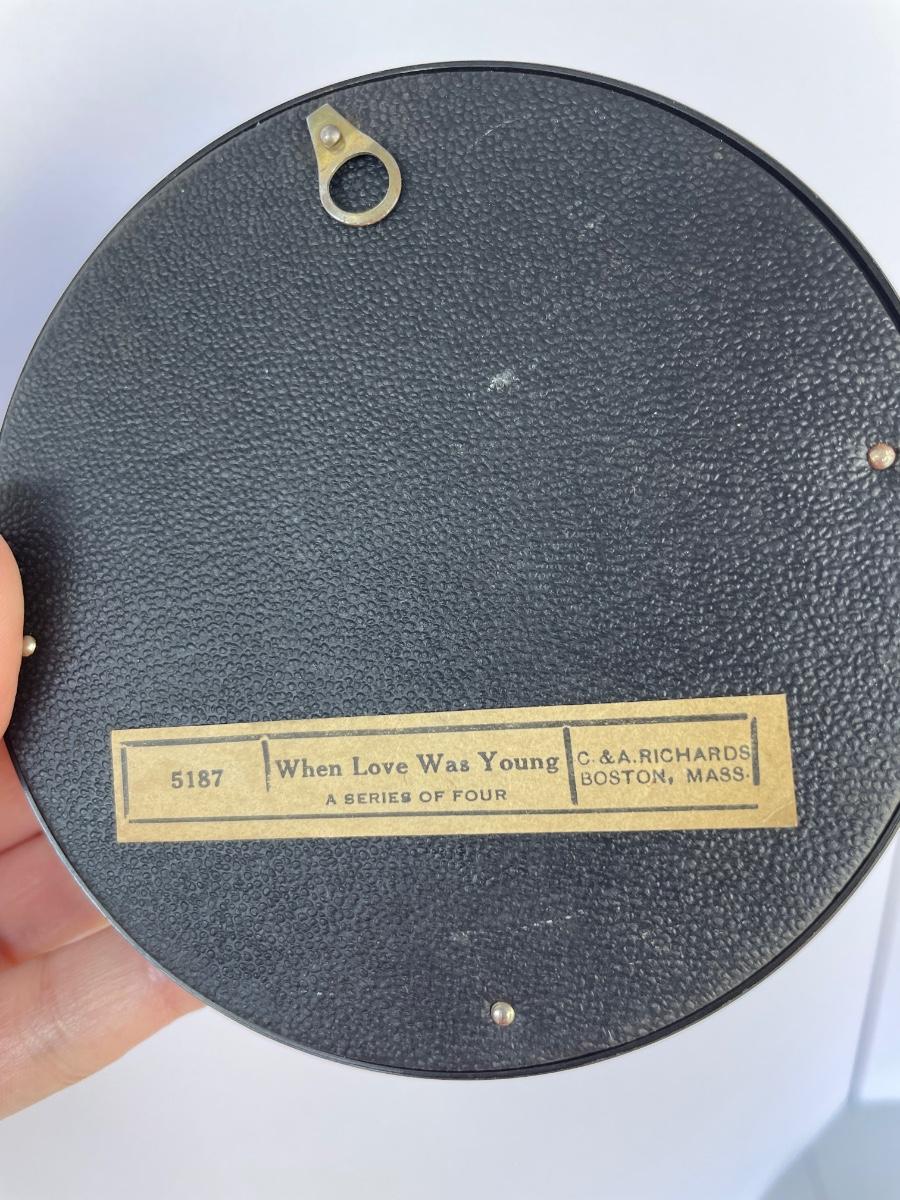 5187
When Love Was Young
A SERIES OF FOUR
C. & A. RICHARDS
BOSTON, MASS.